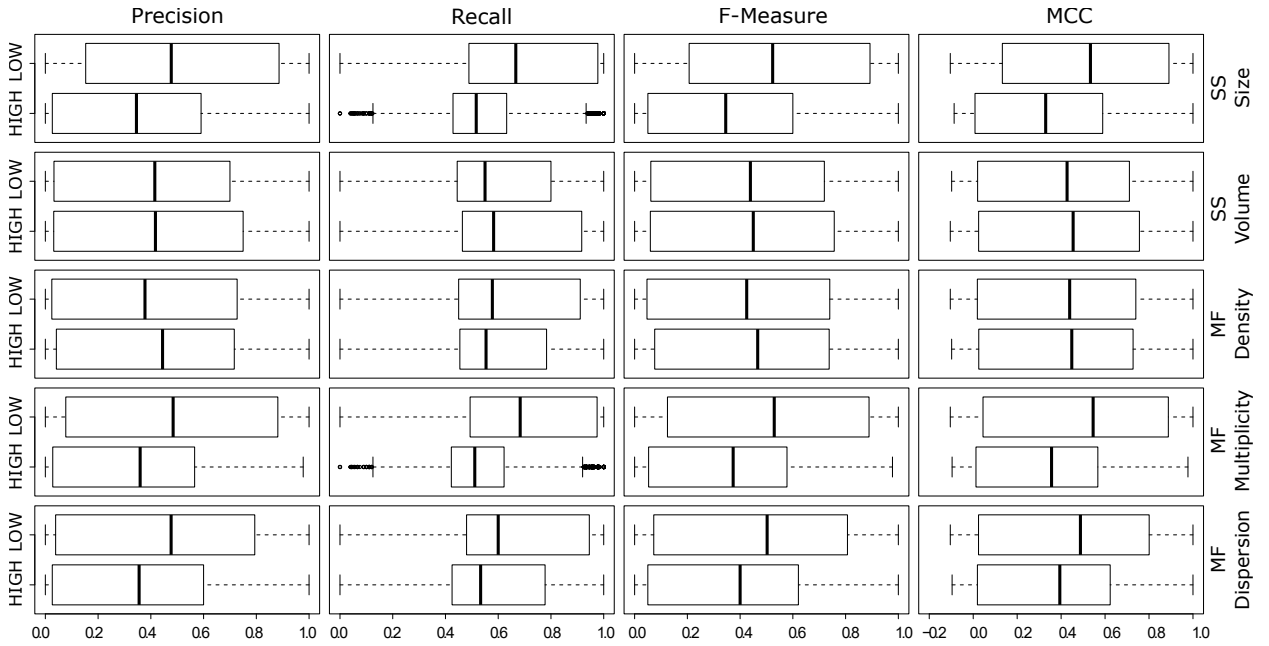 Precision Recall F-Measure MCC
LOW
HIGH
SS
Size
LOW
HIGH
SS
Volume
LOW
HIGH
MF
Density
LOW
HIGH
MF
Multiplicity
LOW
HIGH
MF
Dispersion
0.0 0.2 0.4 0.6 0.8 1.0 0.0 0.2 0.4 0.6 0.8 1.0 0.0 0.2 0.4 0.6 0.8 1.0 −0.2 0.0 0.2 0.4 0.6 0.8 1.0